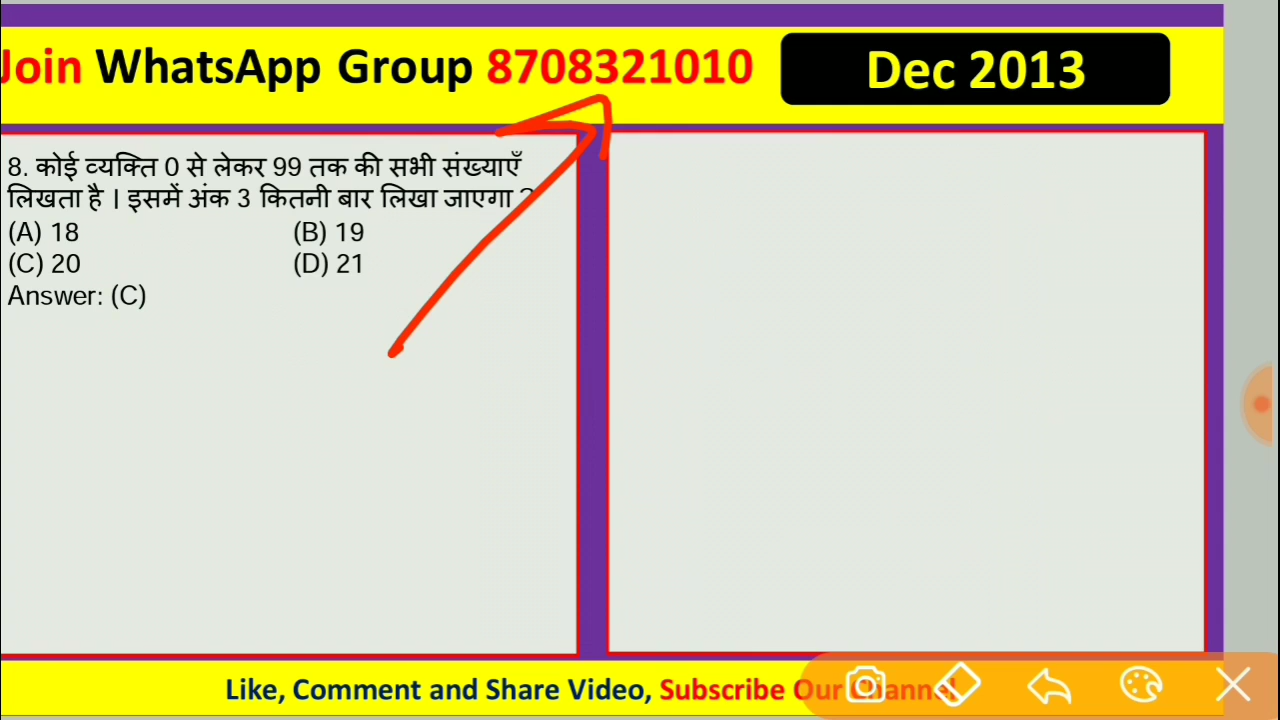 Join WhatsApp Group 8708321010
Dec 2013
8. कोई व्यक्ति 0 से लेकर 99 तक की सभी संख्याएँ
लिखता है । इसमें अंक 3 कितनी बार लिखा जाएगा ?
(A) 18 (B) 19
(C) 20 (D) 21
Answer: (C)
Like, Comment and Share Video, Subscribe Our Channel